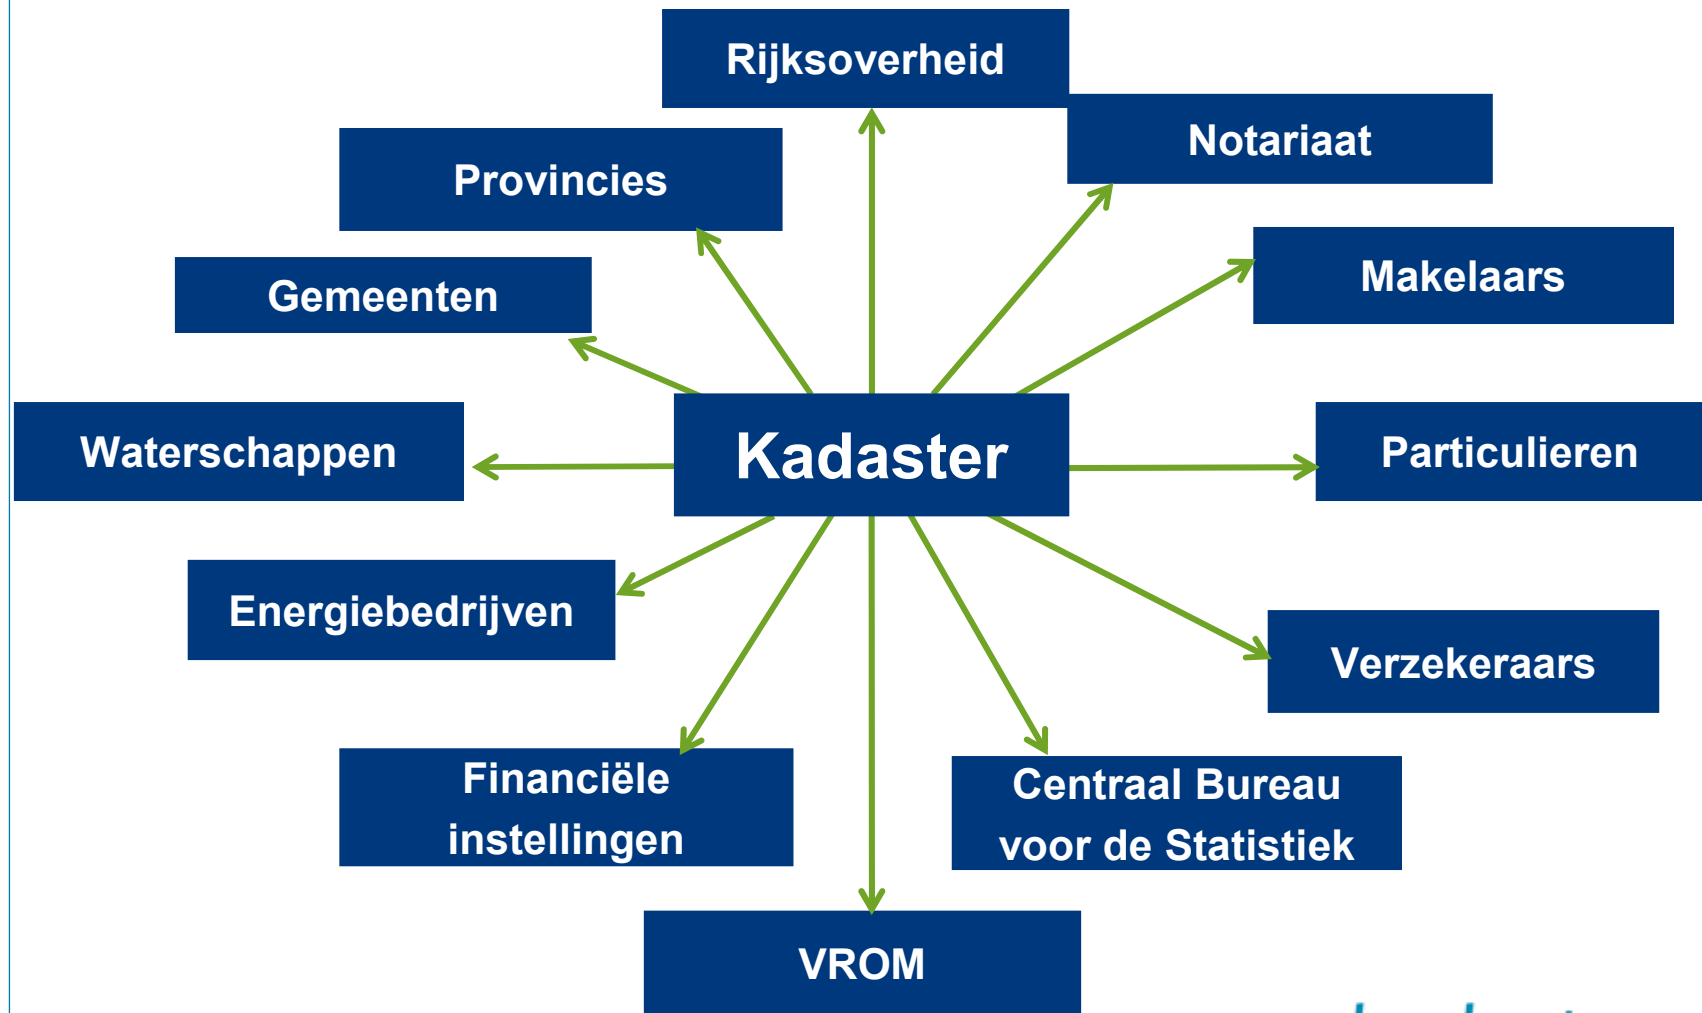 Rijksoverheid
Notariaat
Provincies
Makelaars
Gemeenten
Waterschappen
Kadaster
Particulieren
Energiebedrijven
Verzekeraars
Financiële
instellingen
Centraal Bureau
voor de Statistiek
VROM